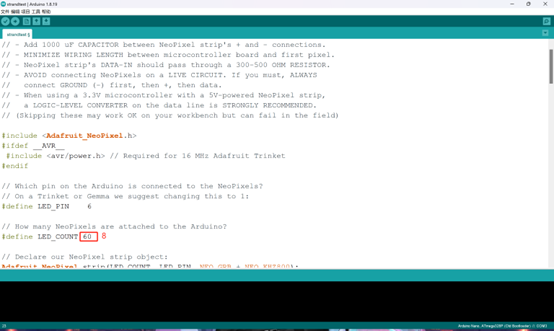 strandtest | Arduino 1.8.19
文件 编辑 项目 工具 帮助
strandtest §
// - Add 1000 uF CAPACITOR between NeoPixel strip's + and - connections.
// - MINIMIZE WIRING LENGTH between microcontroller board and first pixel.
// - NeoPixel strip's DATA-IN should pass through a 300-500 OHM RESISTOR.
// - AVOID connecting NeoPixels on a LIVE CIRCUIT. If you must, ALWAYS
//   connect GROUND (-) first, then +, then data.
// - When using a 3.3V microcontroller with a 5V-powered NeoPixel strip,
//   a LOGIC-LEVEL CONVERTER on the data line is STRONGLY RECOMMENDED.
// (Skipping these may work OK on your workbench but can fail in the field)
#include <Adafruit_NeoPixel.h>
#ifdef __AVR__
#include <avr/power.h> // Required for 16 MHz Adafruit Trinket
#endif
// Which pin on the Arduino is connected to the NeoPixels?
// On a Trinket or Gemma we suggest changing this to 1:
#define LED_PIN    6
// How many NeoPixels are attached to the Arduino?
#define LED_COUNT 60 8
// Declare our NeoPixel strip object:
Adafruit_NeoPixel strip(LED_COUNT, LED_PIN, NEO_GRB + NEO_KHZ800);